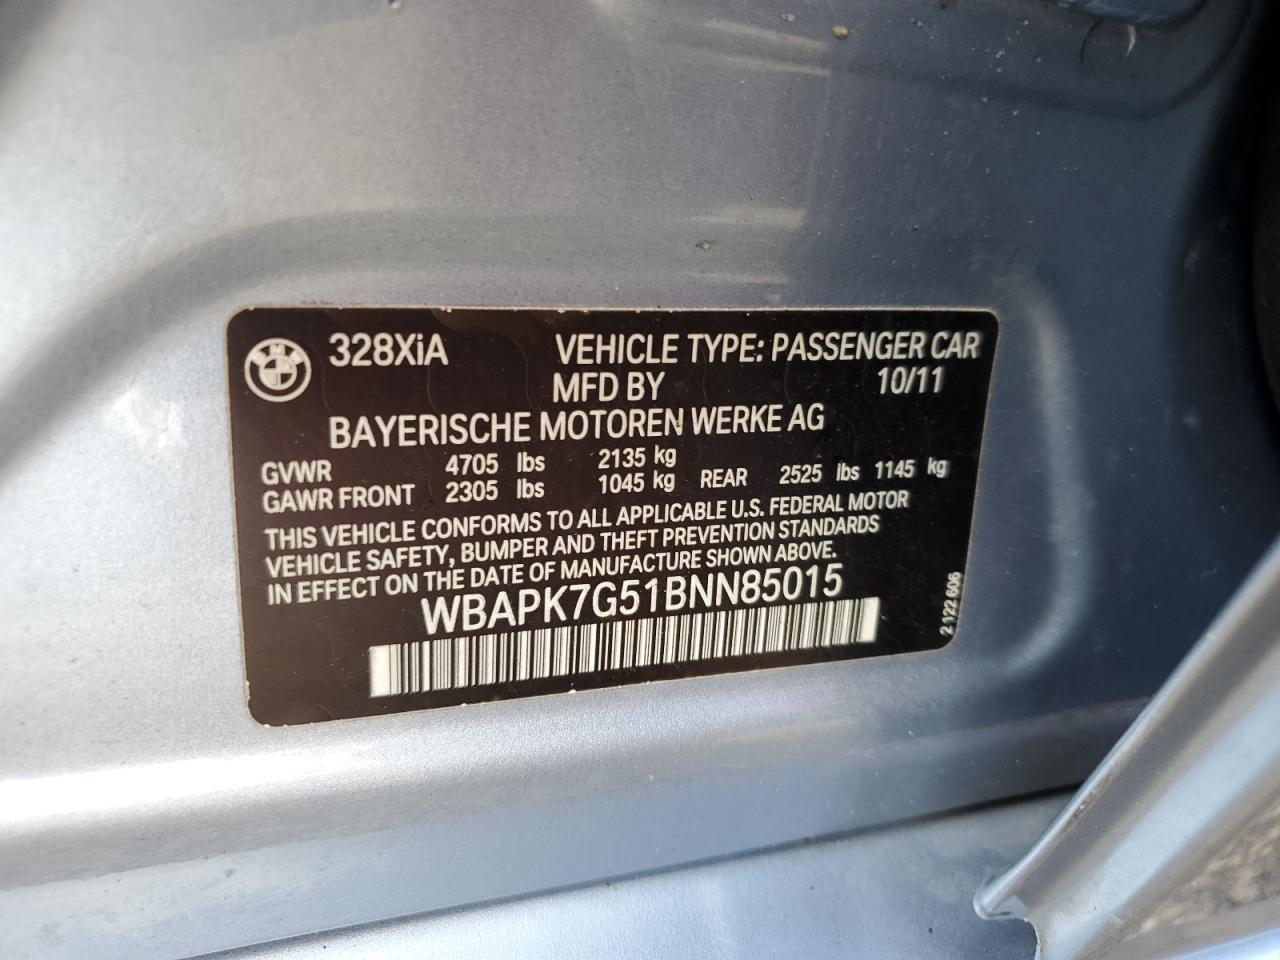 BMW 328XiA VEHICLE TYPE: PASSENGER CAR
MFD BY 10/11
BAYERISCHE MOTOREN WERKE AG
GVWR 4705 lbs 2135 kg
GAWR FRONT 2305 lbs 1045 kg REAR 2525 lbs 1145 kg
THIS VEHICLE CONFORMS TO ALL APPLICABLE U.S. FEDERAL MOTOR
VEHICLE SAFETY, BUMPER AND THEFT PREVENTION STANDARDS
IN EFFECT ON THE DATE OF MANUFACTURE SHOWN ABOVE.
WBAPK7G51BNN85015
2 122 606